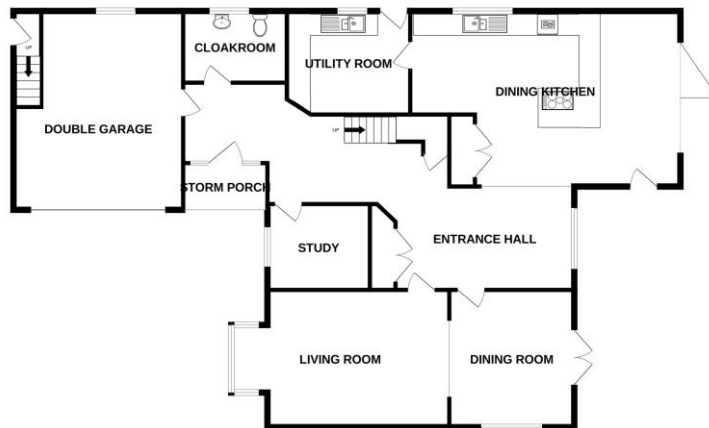 CLOAKROOM
UP
UTILITY ROOM
DINING KITCHEN
DOUBLE GARAGE
UP
STORM PORCH
STUDY
ENTRANCE HALL
LIVING ROOM
DINING ROOM